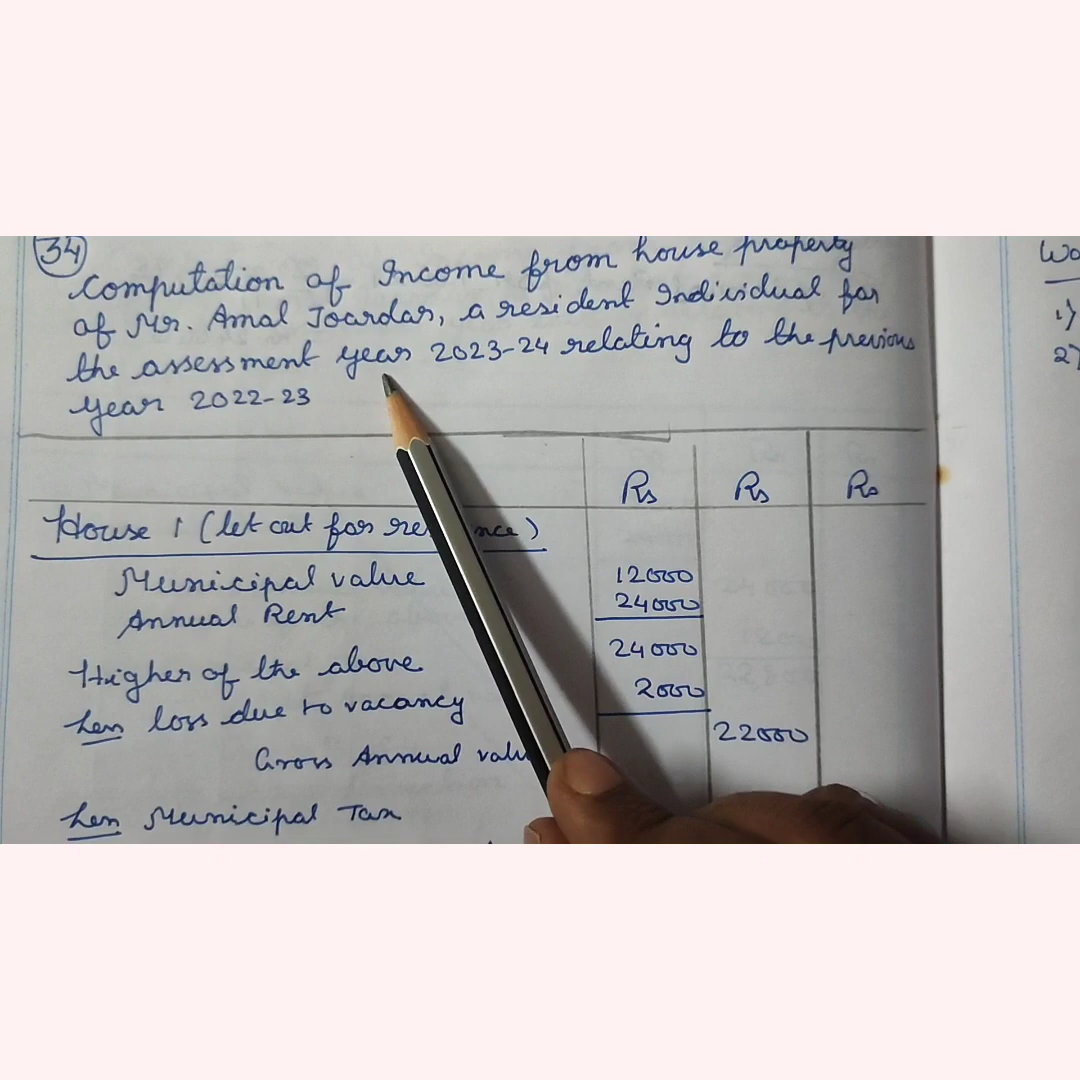 34
Computation of Income from house property
of Mr. Amal Joardar, a resident Individual for
the assessment year 2023-24 relating to the previous
year 2022-23
Rs Rs Rs
House 1 (let out for
Municipal value 12000
Annual Rent 24000
Higher of the above 24000
Less loss due to vacancy 2000
Gross Annual 22000
Less Municipal Tax
1)
2)